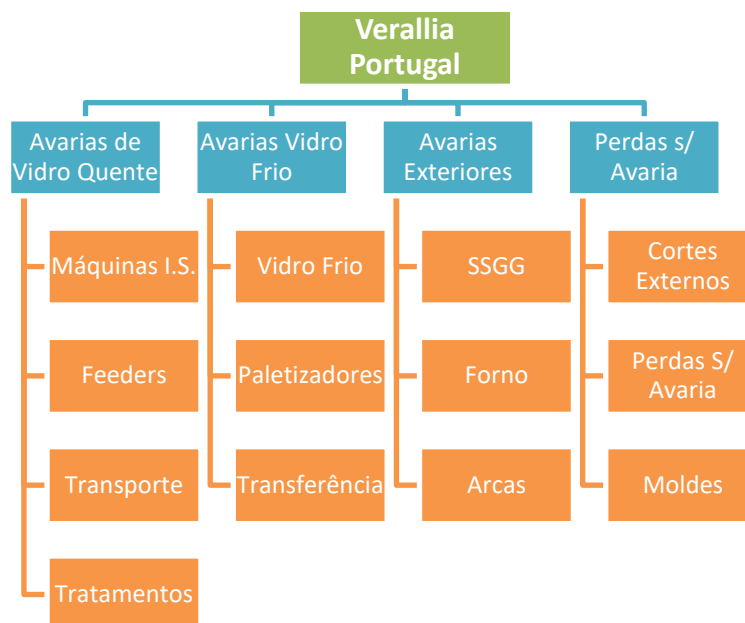 Verallia
Portugal
Avarias de
Vidro Quente
Avarias Vidro
Frio
Avarias
Exteriores
Perdas s/
Avaria
Máquinas I.S.
Feeders
Transporte
Tratamentos
Vidro Frio
Paletizadores
Transferência
SSGG
Forno
Arcas
Cortes
Externos
Perdas S/
Avaria
Moldes